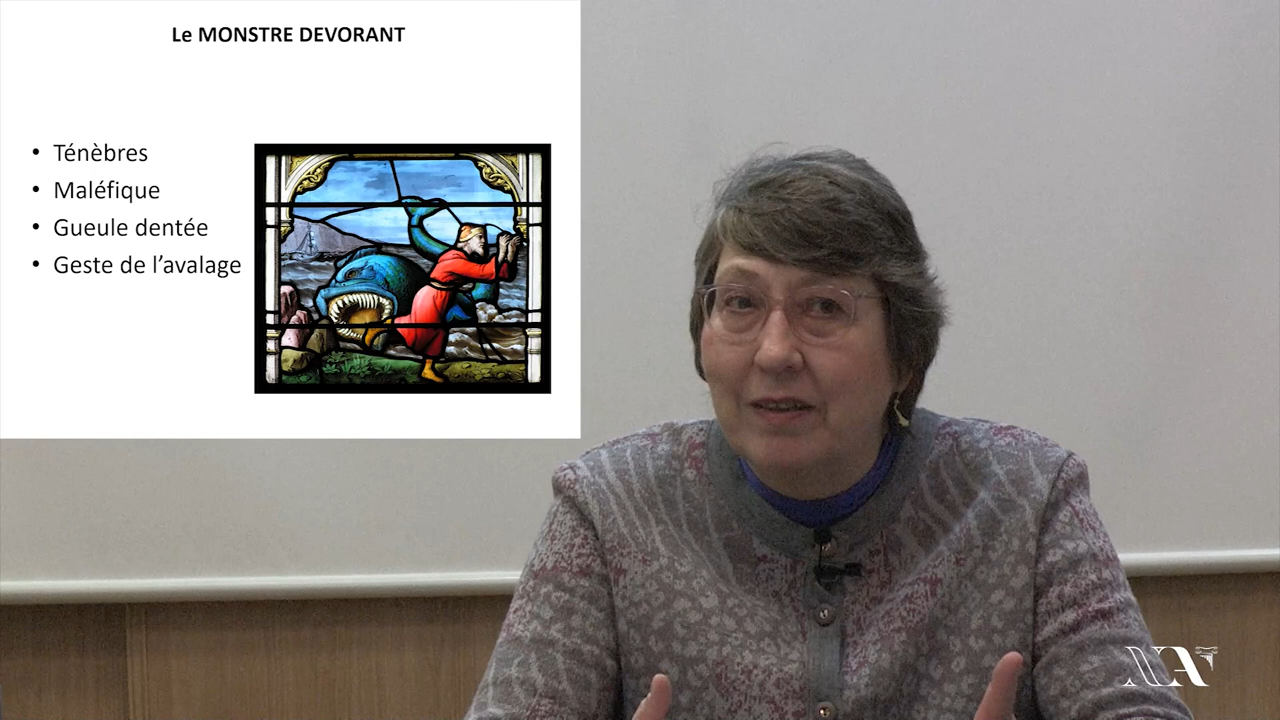 Le MONSTRE DEVORANT
• Ténèbres
• Maléfique
• Gueule dentée
• Geste de l’avalage